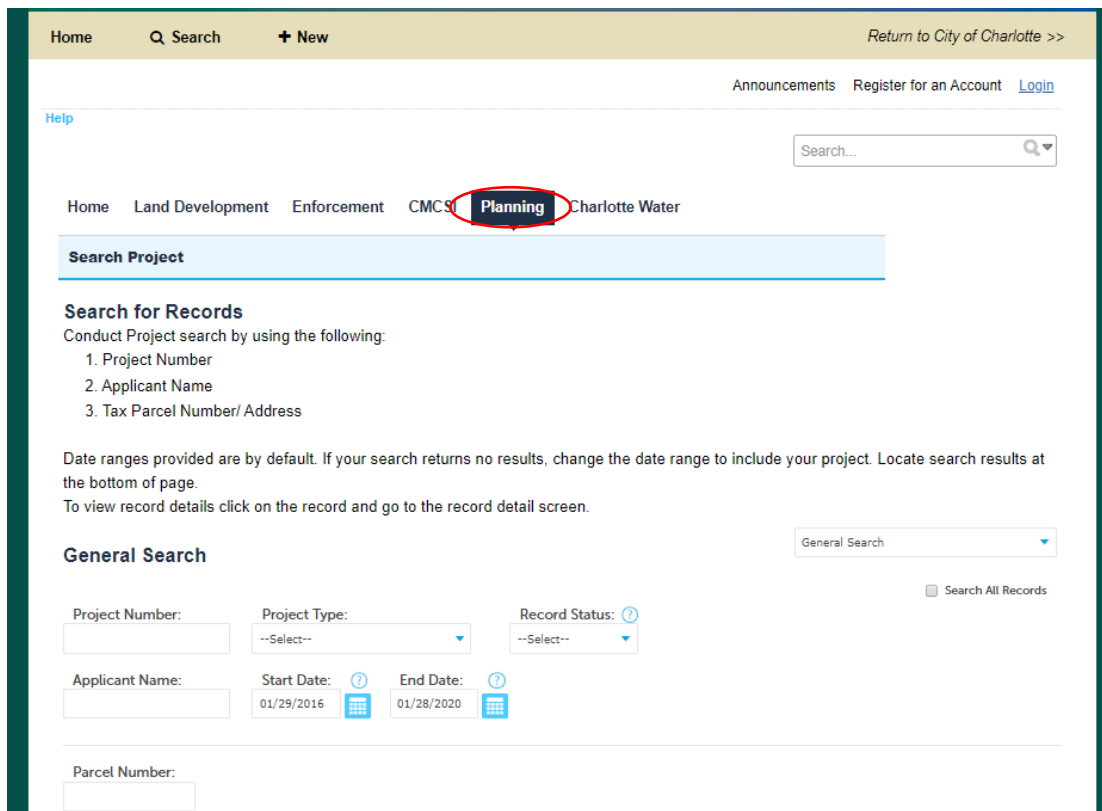 Home Search + New Return to City of Charlotte >>
Announcements Register for an Account Login
Help
Search...
Home Land Development Enforcement CMCSI Planning Charlotte Water
Search Project
Search for Records
Conduct Project search by using the following:
1. Project Number
2. Applicant Name
3. Tax Parcel Number/ Address
Date ranges provided are by default. If your search returns no results, change the date range to include your project. Locate search results at
the bottom of page.
To view record details click on the record and go to the record detail screen.
General Search
General Search
Search All Records
Project Number: Project Type: Record Status: ?
--Select-- --Select--
Applicant Name: Start Date: ? End Date: ?
01/29/2016 01/28/2020
Parcel Number: